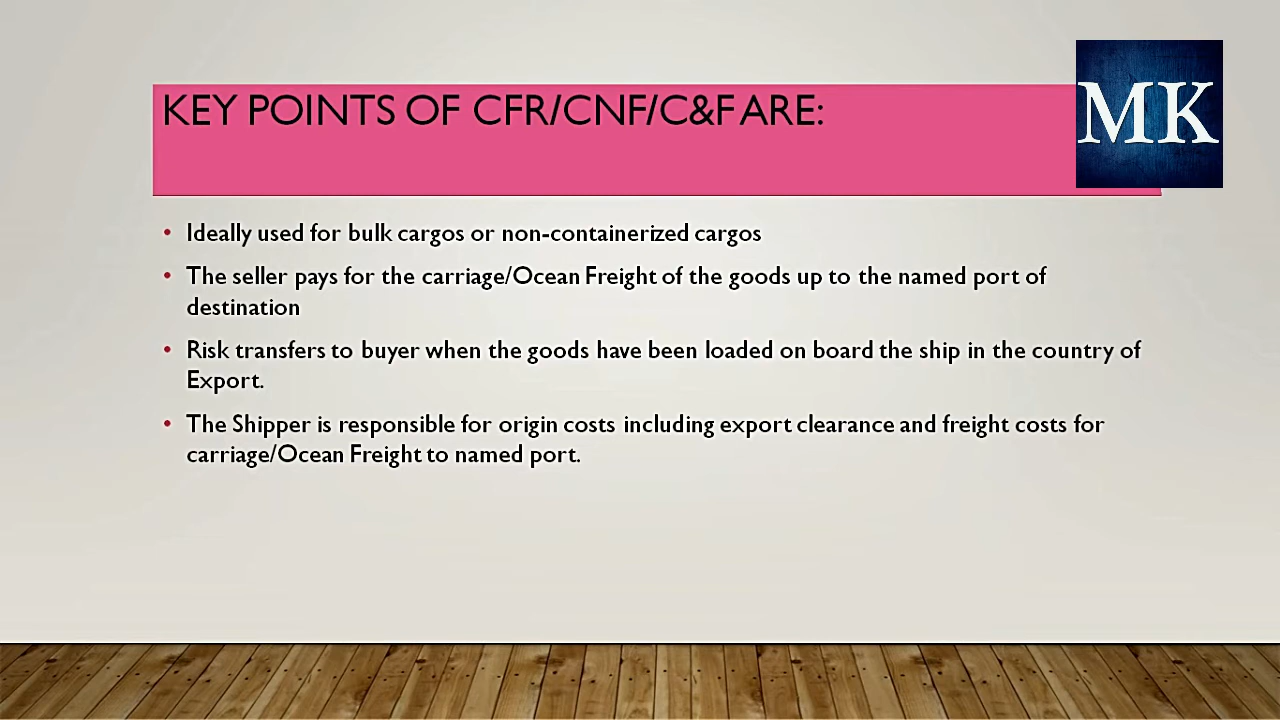 KEY POINTS OF CFR/CNF/C&F ARE:
MK
• Ideally used for bulk cargos or non-containerized cargos
• The seller pays for the carriage/Ocean Freight of the goods up to the named port of
destination
• Risk transfers to buyer when the goods have been loaded on board the ship in the country of
Export.
• The Shipper is responsible for origin costs including export clearance and freight costs for
carriage/Ocean Freight to named port.